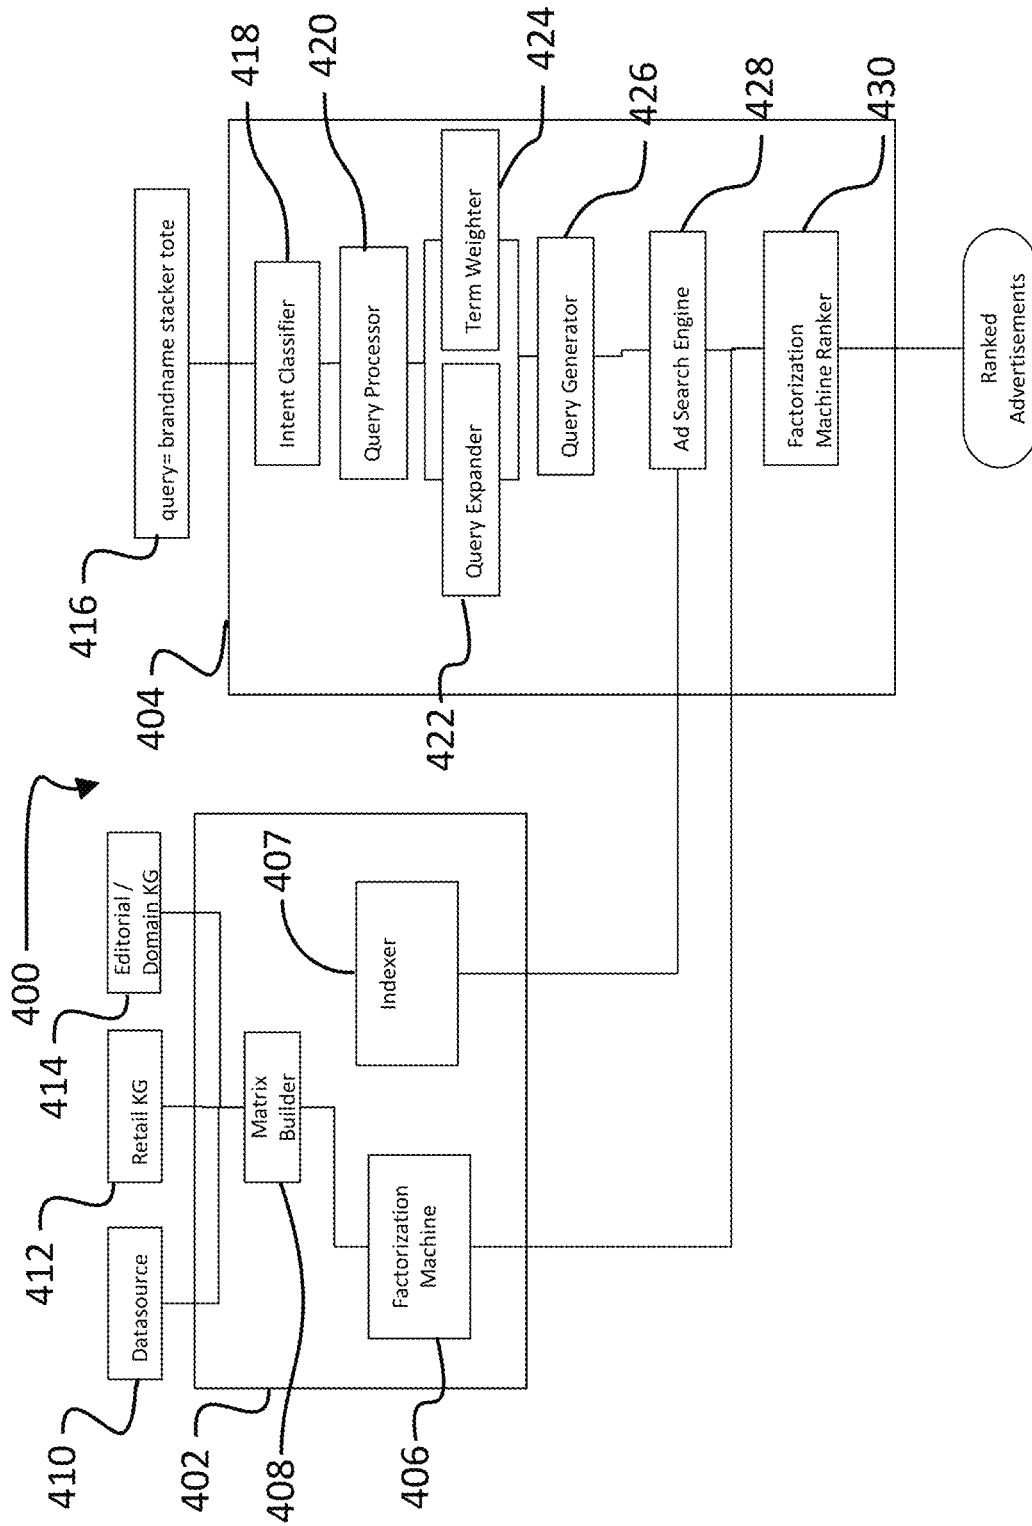 400
410
Datasource
412
Retail KG
414
Editorial /
Domain KG
402
408
Matrix
Builder
406
Factorization
Machine
407
Indexer
404
416
query= brandname stacker tote
418
Intent Classifier
420
Query Processor
422
Query Expander
424
Term Weighter
426
Query Generator
428
Ad Search Engine
430
Factorization
Machine Ranker
Ranked
Advertisements